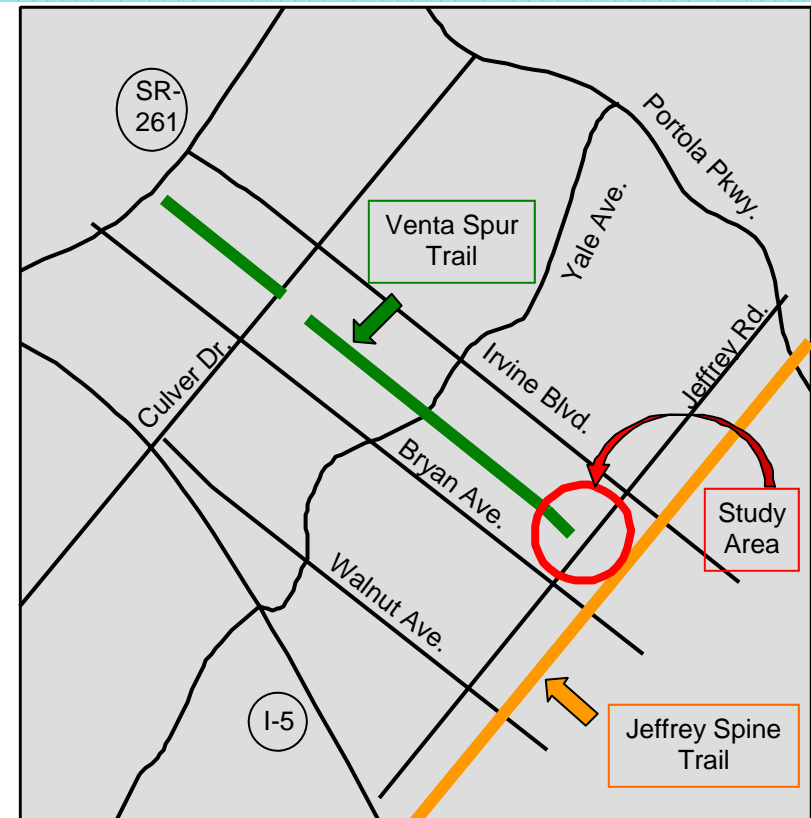 SR-
261
Portola Pkwy.
Venta Spur
Trail
Yale Ave.
Culver Dr.
Irvine Blvd.
Jeffrey Rd.
Bryan Ave.
Study
Area
Walnut Ave.
I-5
Jeffrey Spine
Trail